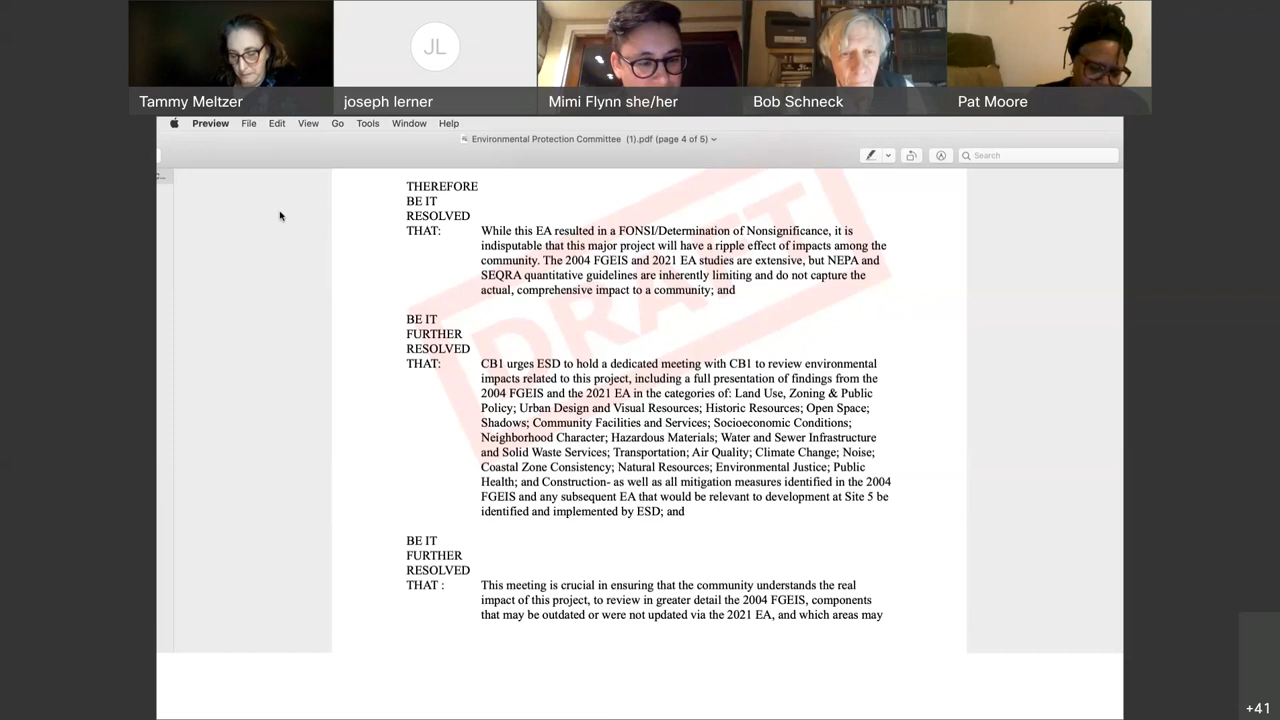 JL
Tammy Meltzer
joseph lerner
Mimi Flynn she/her
Bob Schneck
Pat Moore
Preview File Edit View Go Tools Window Help
Environmental Protection Committee (1).pdf (page 4 of 5)
Search
THEREFORE
BE IT
RESOLVED
THAT: While this EA resulted in a FONSI/Determination of Nonsignificance, it is
indisputable that this major project will have a ripple effect of impacts among the
community. The 2004 FGEIS and 2021 EA studies are extensive, but NEPA and
SEQRA quantitative guidelines are inherently limiting and do not capture the
actual, comprehensive impact to a community; and
BE IT
FURTHER
RESOLVED
THAT: CB1 urges ESD to hold a dedicated meeting with CB1 to review environmental
impacts related to this project, including a full presentation of findings from the
2004 FGEIS and the 2021 EA in the categories of: Land Use, Zoning & Public
Policy; Urban Design and Visual Resources; Historic Resources; Open Space;
Shadows; Community Facilities and Services; Socioeconomic Conditions;
Neighborhood Character; Hazardous Materials; Water and Sewer Infrastructure
and Solid Waste Services; Transportation; Air Quality; Climate Change; Noise;
Coastal Zone Consistency; Natural Resources; Environmental Justice; Public
Health; and Construction- as well as all mitigation measures identified in the 2004
FGEIS and any subsequent EA that would be relevant to development at Site 5 be
identified and implemented by ESD; and
BE IT
FURTHER
RESOLVED
THAT : This meeting is crucial in ensuring that the community understands the real
impact of this project, to review in greater detail the 2004 FGEIS, components
that may be outdated or were not updated via the 2021 EA, and which areas may
DRAFT
+41